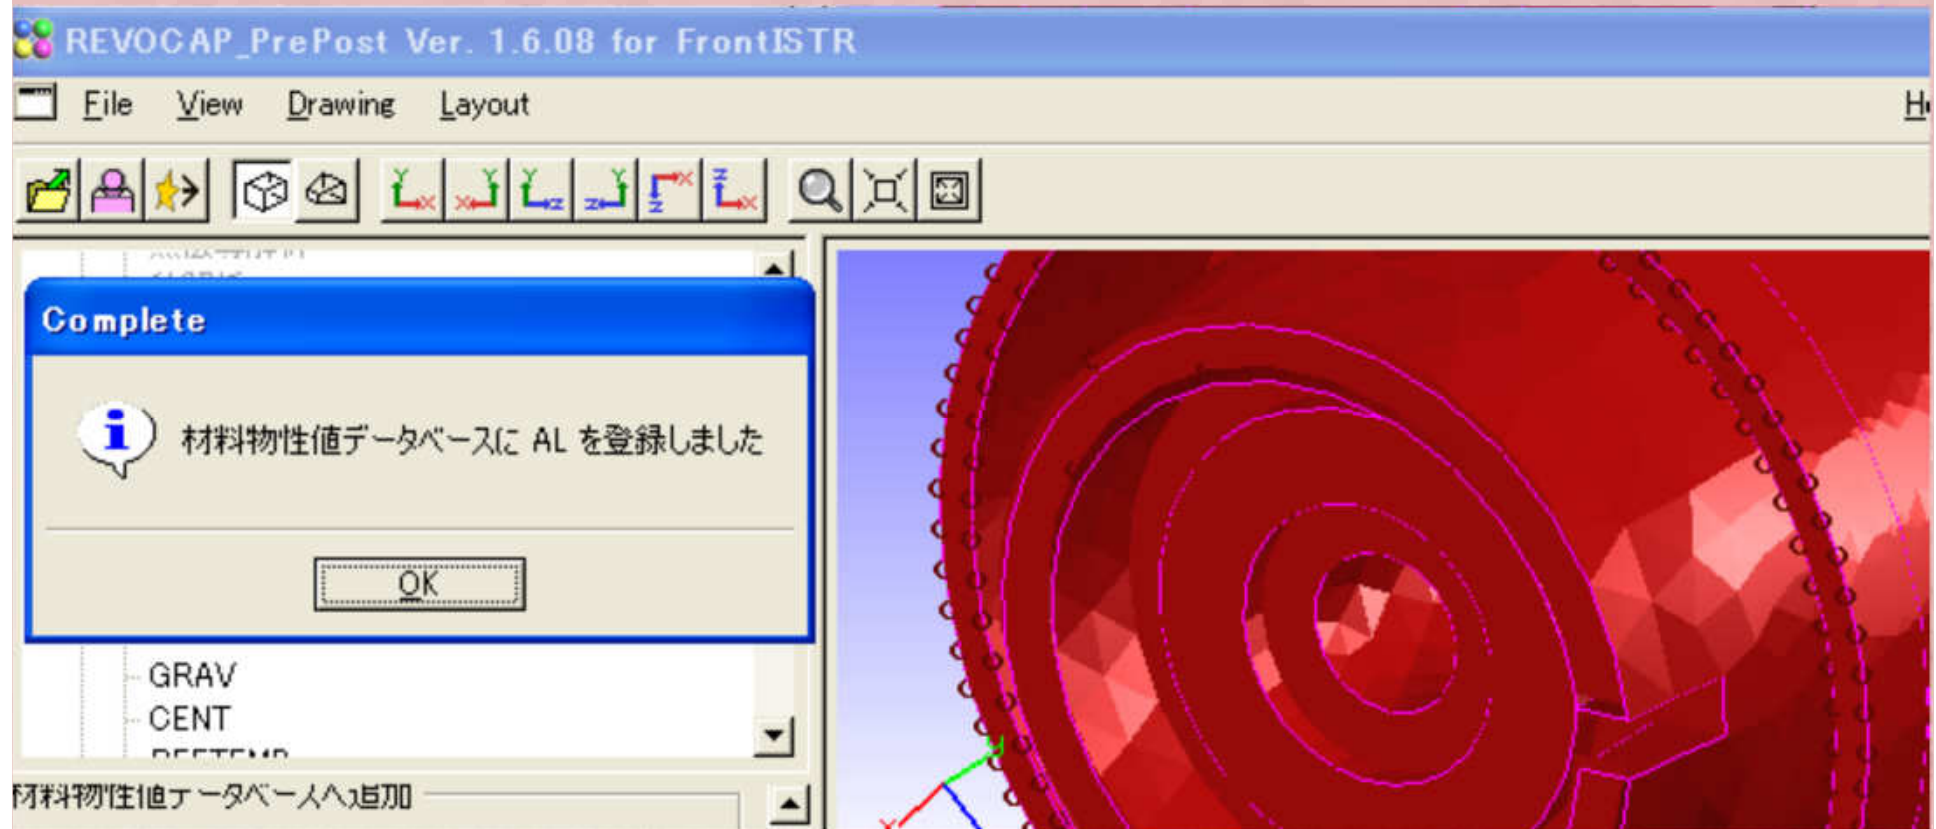 REVOCAP_PrePost Ver. 1.6.08 for FrontISTR
File View Drawing Layout
Complete
材料物性値データベースに AL を登録しました
OK
GRAV
CENT
材料物性値データベースへ追加